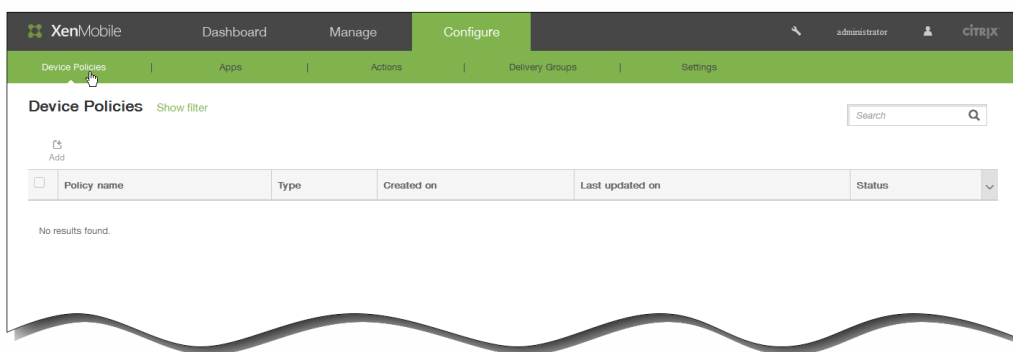 XenMobile Dashboard Manage Configure administrator CITRIX
Device Policies | Apps | Actions | Delivery Groups | Settings
Device Policies Show filter
Search
Add
Policy name Type Created on Last updated on Status
No results found.